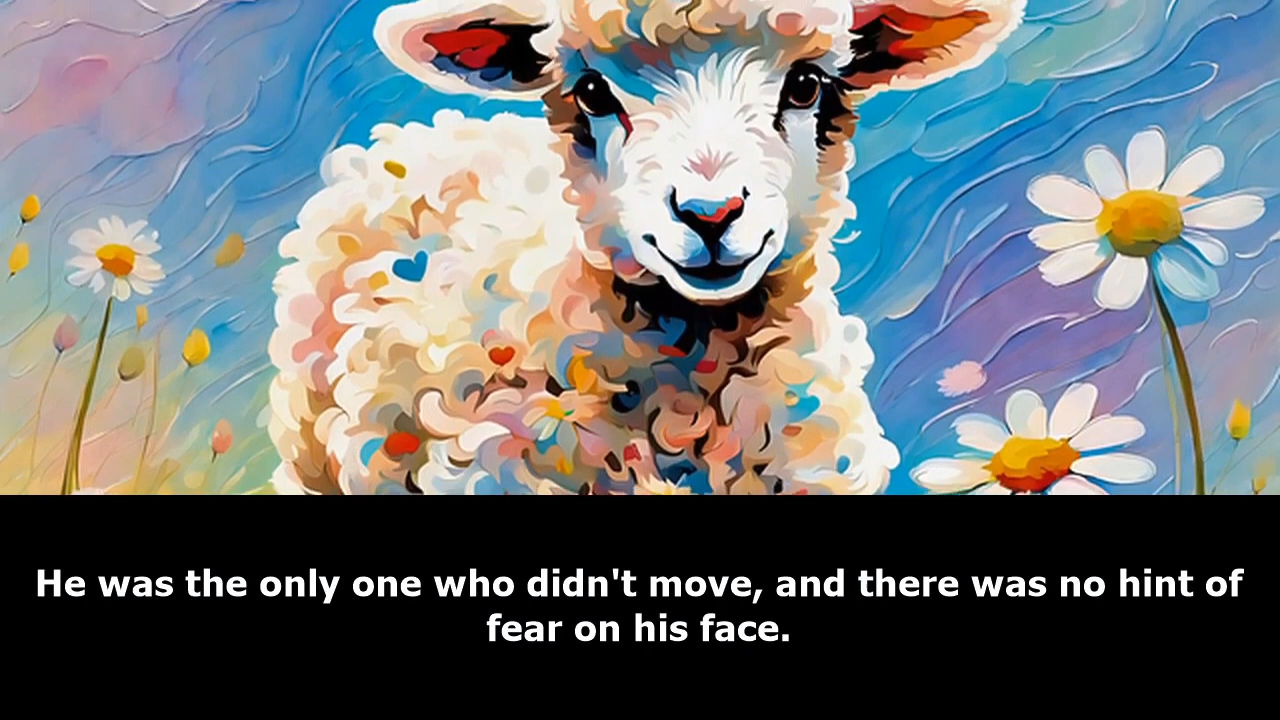 He was the only one who didn't move, and there was no hint of
fear on his face.